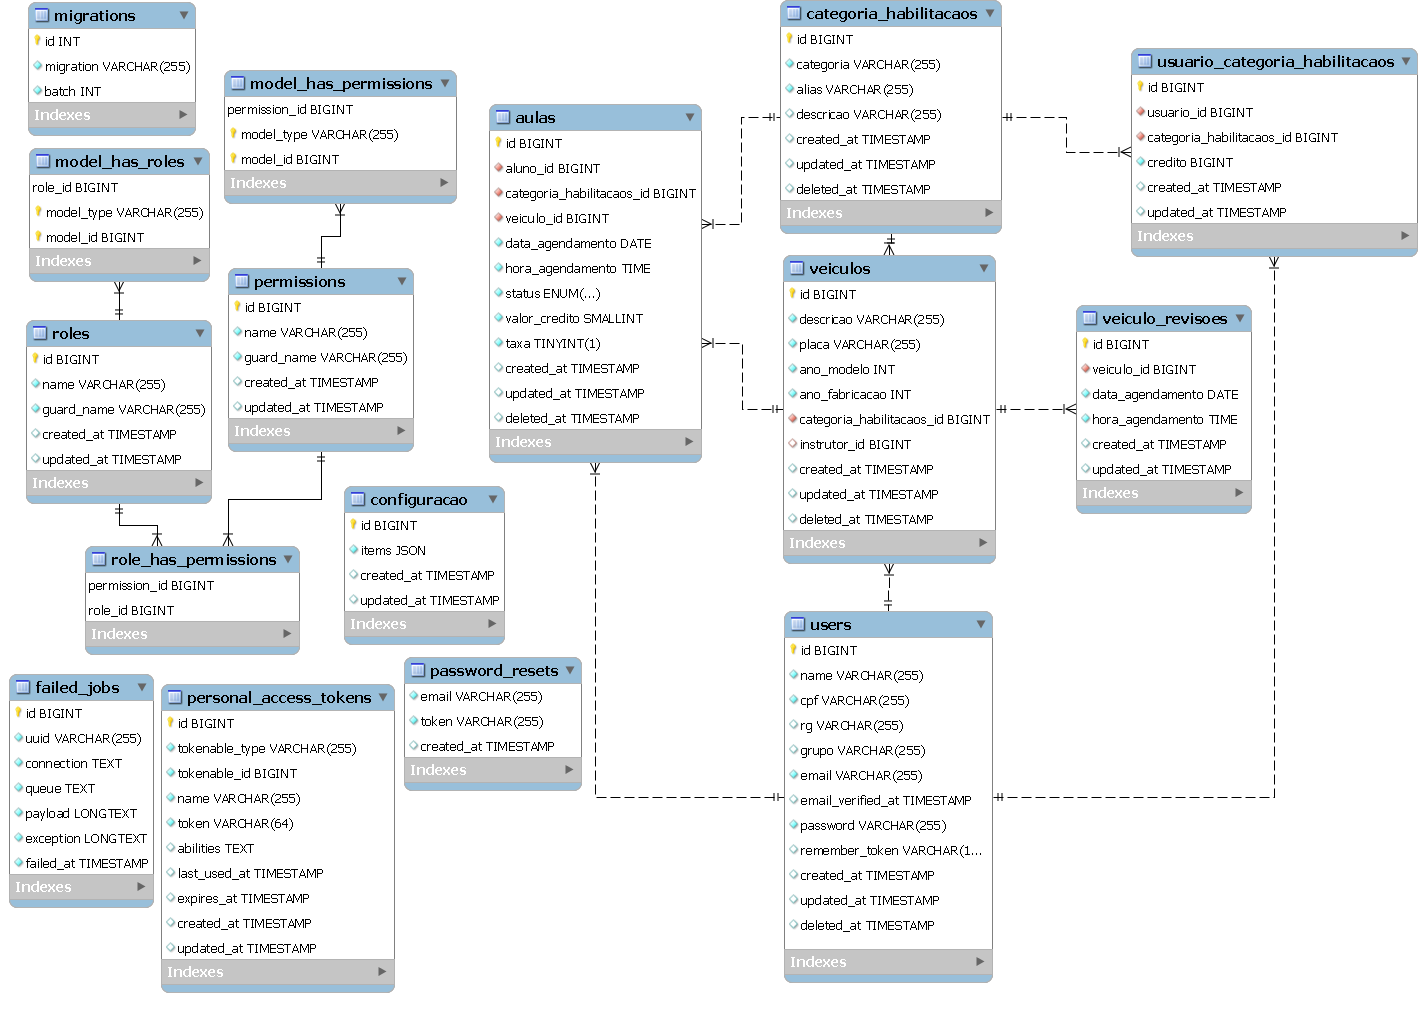 migrations
id INT
migration VARCHAR(255)
batch INT
Indexes
model_has_roles
role_id BIGINT
model_type VARCHAR(255)
model_id BIGINT
Indexes
roles
id BIGINT
name VARCHAR(255)
guard_name VARCHAR(255)
created_at TIMESTAMP
updated_at TIMESTAMP
Indexes
model_has_permissions
permission_id BIGINT
model_type VARCHAR(255)
model_id BIGINT
Indexes
permissions
id BIGINT
name VARCHAR(255)
guard_name VARCHAR(255)
created_at TIMESTAMP
updated_at TIMESTAMP
Indexes
role_has_permissions
permission_id BIGINT
role_id BIGINT
Indexes
configuracao
id BIGINT
items JSON
created_at TIMESTAMP
updated_at TIMESTAMP
Indexes
failed_jobs
id BIGINT
uuid VARCHAR(255)
connection TEXT
queue TEXT
payload LONGTEXT
exception LONGTEXT
failed_at TIMESTAMP
Indexes
personal_access_tokens
id BIGINT
tokenable_type VARCHAR(255)
tokenable_id BIGINT
name VARCHAR(255)
token VARCHAR(64)
abilities TEXT
last_used_at TIMESTAMP
expires_at TIMESTAMP
created_at TIMESTAMP
updated_at TIMESTAMP
Indexes
password_resets
email VARCHAR(255)
token VARCHAR(255)
created_at TIMESTAMP
Indexes
aulas
id BIGINT
aluno_id BIGINT
categoria_habilitacaos_id BIGINT
veiculo_id BIGINT
data_agendamento DATE
hora_agendamento TIME
status ENUM(...)
valor_credito SMALLINT
taxa TINYINT(1)
created_at TIMESTAMP
updated_at TIMESTAMP
deleted_at TIMESTAMP
Indexes
categoria_habilitacaos
id BIGINT
categoria VARCHAR(255)
alias VARCHAR(255)
descricao VARCHAR(255)
created_at TIMESTAMP
updated_at TIMESTAMP
deleted_at TIMESTAMP
Indexes
veiculos
id BIGINT
descricao VARCHAR(255)
placa VARCHAR(255)
ano_modelo INT
ano_fabricacao INT
categoria_habilitacaos_id BIGINT
instrutor_id BIGINT
created_at TIMESTAMP
updated_at TIMESTAMP
deleted_at TIMESTAMP
Indexes
users
id BIGINT
name VARCHAR(255)
cpf VARCHAR(255)
rg VARCHAR(255)
grupo VARCHAR(255)
email VARCHAR(255)
email_verified_at TIMESTAMP
password VARCHAR(255)
remember_token VARCHAR(1...
created_at TIMESTAMP
updated_at TIMESTAMP
deleted_at TIMESTAMP
Indexes
usuario_categoria_habilitacaos
id BIGINT
usuario_id BIGINT
categoria_habilitacaos_id BIGINT
credito BIGINT
created_at TIMESTAMP
updated_at TIMESTAMP
Indexes
veiculo_revisoes
id BIGINT
veiculo_id BIGINT
data_agendamento DATE
hora_agendamento TIME
created_at TIMESTAMP
updated_at TIMESTAMP
Indexes